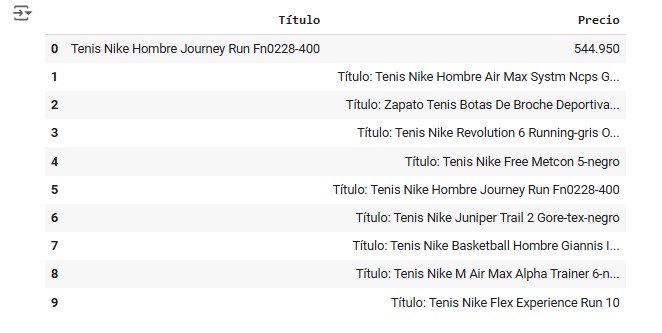 Título Precio
0 Tenis Nike Hombre Journey Run Fn0228-400 544.950
1 Título: Tenis Nike Hombre Air Max Systm Ncps G...
2 Título: Zapato Tenis Botas De Broche Deportiva...
3 Título: Tenis Nike Revolution 6 Running-gris O...
4 Título: Tenis Nike Free Metcon 5-negro
5 Título: Tenis Nike Hombre Journey Run Fn0228-400
6 Título: Tenis Nike Juniper Trail 2 Gore-tex-negro
7 Título: Tenis Nike Basketball Hombre Giannis I...
8 Título: Tenis Nike M Air Max Alpha Trainer 6-n...
9 Título: Tenis Nike Flex Experience Run 10